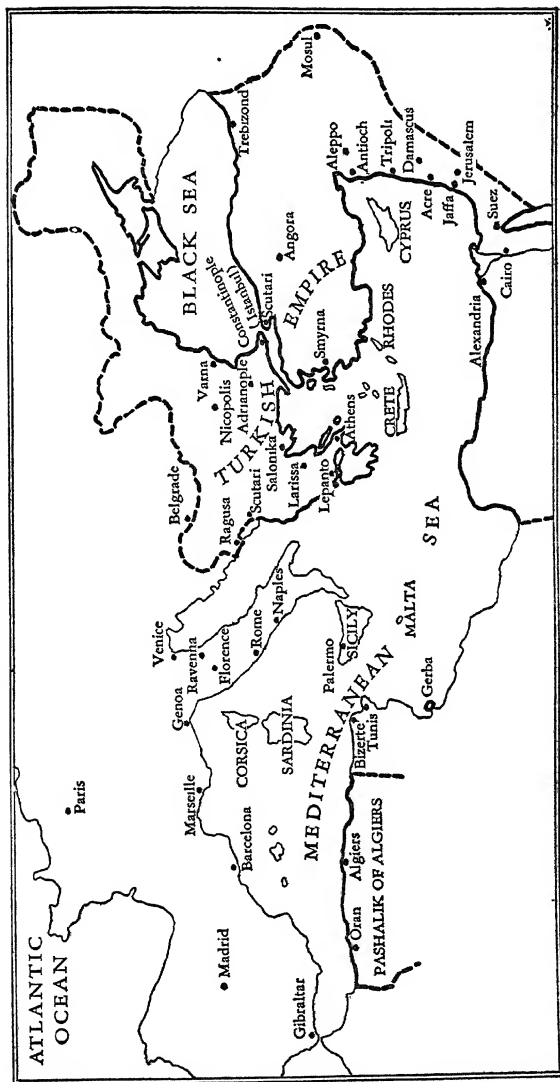 ATLANTIC
OCEAN
Paris
Madrid
Gibraltar
Barcelona
Marseille
Genoa
Venice
Ravenna
Florence
Rome
Naples
CORSICA
SARDINIA
Palermo
SICILY
MALTA
MEDITERRANEAN
SEA
Oran
Algiers
PASHALIK OF ALGIERS
Bizerte
Tunis
Gerba
Belgrade
Ragusa
Scutari
TURKISH
EMPIRE
Varna
Nicopolis
Adrianople
Salonika
Larissa
Lepanto
Athens
CRETE
RHODES
CYPRUS
BLACK SEA
Constantinople
(Istanbul)
Scutari
Angora
Smyrna
Trebizond
Mosul
Aleppo
Antioch
Tripoli
Damascus
Acre
Jaffa
Jerusalem
Suez
Cairo
Alexandria